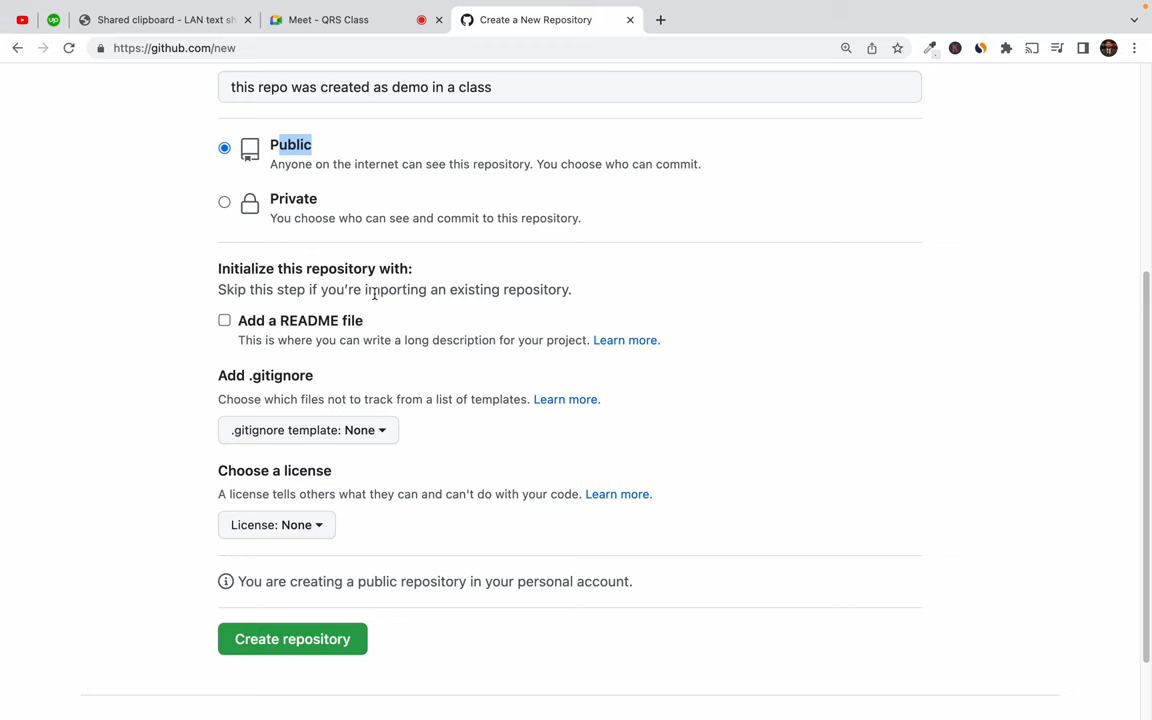 Shared clipboard - LAN text sh
Meet - QRS Class
Create a New Repository
https://github.com/new
this repo was created as demo in a class
Public
Anyone on the internet can see this repository. You choose who can commit.
Private
You choose who can see and commit to this repository.
Initialize this repository with:
Skip this step if you’re importing an existing repository.
Add a README file
This is where you can write a long description for your project. Learn more.
Add .gitignore
Choose which files not to track from a list of templates. Learn more.
.gitignore template: None
Choose a license
A license tells others what they can and can't do with your code. Learn more.
License: None
You are creating a public repository in your personal account.
Create repository